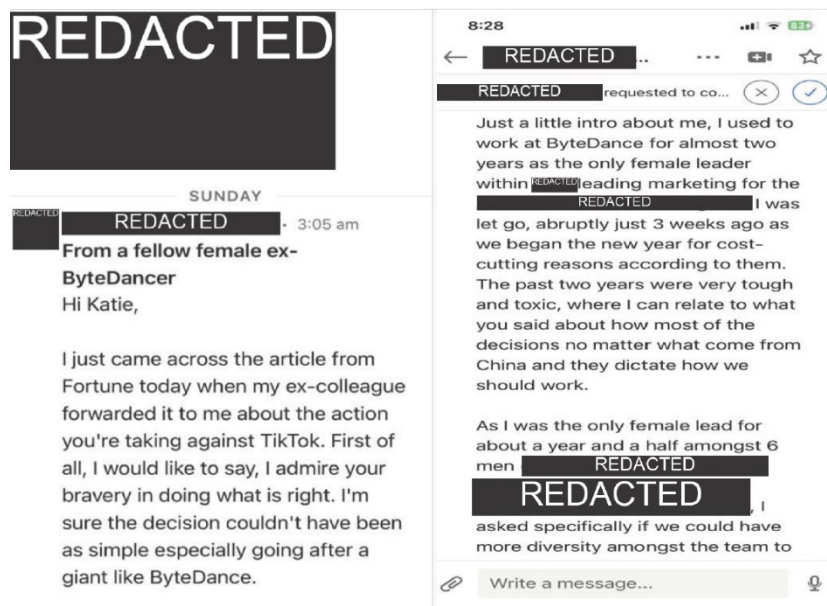 REDACTED
SUNDAY
REDACTED
REDACTED · 3:05 am
From a fellow female ex-
ByteDancer
Hi Katie,
I just came across the article from
Fortune today when my ex-colleague
forwarded it to me about the action
you're taking against TikTok. First of
all, I would like to say, I admire your
bravery in doing what is right. I'm
sure the decision couldn't have been
as simple especially going after a
giant like ByteDance.
8:28
83
REDACTED ...
REDACTED requested to co...
Just a little intro about me, I used to
work at ByteDance for almost two
years as the only female leader
within REDACTED leading marketing for the
REDACTED I was
let go, abruptly just 3 weeks ago as
we began the new year for cost-
cutting reasons according to them.
The past two years were very tough
and toxic, where I can relate to what
you said about how most of the
decisions no matter what come from
China and they dictate how we
should work.
As I was the only female lead for
about a year and a half amongst 6
men REDACTED
REDACTED , I
asked specifically if we could have
more diversity amongst the team to
Write a message...